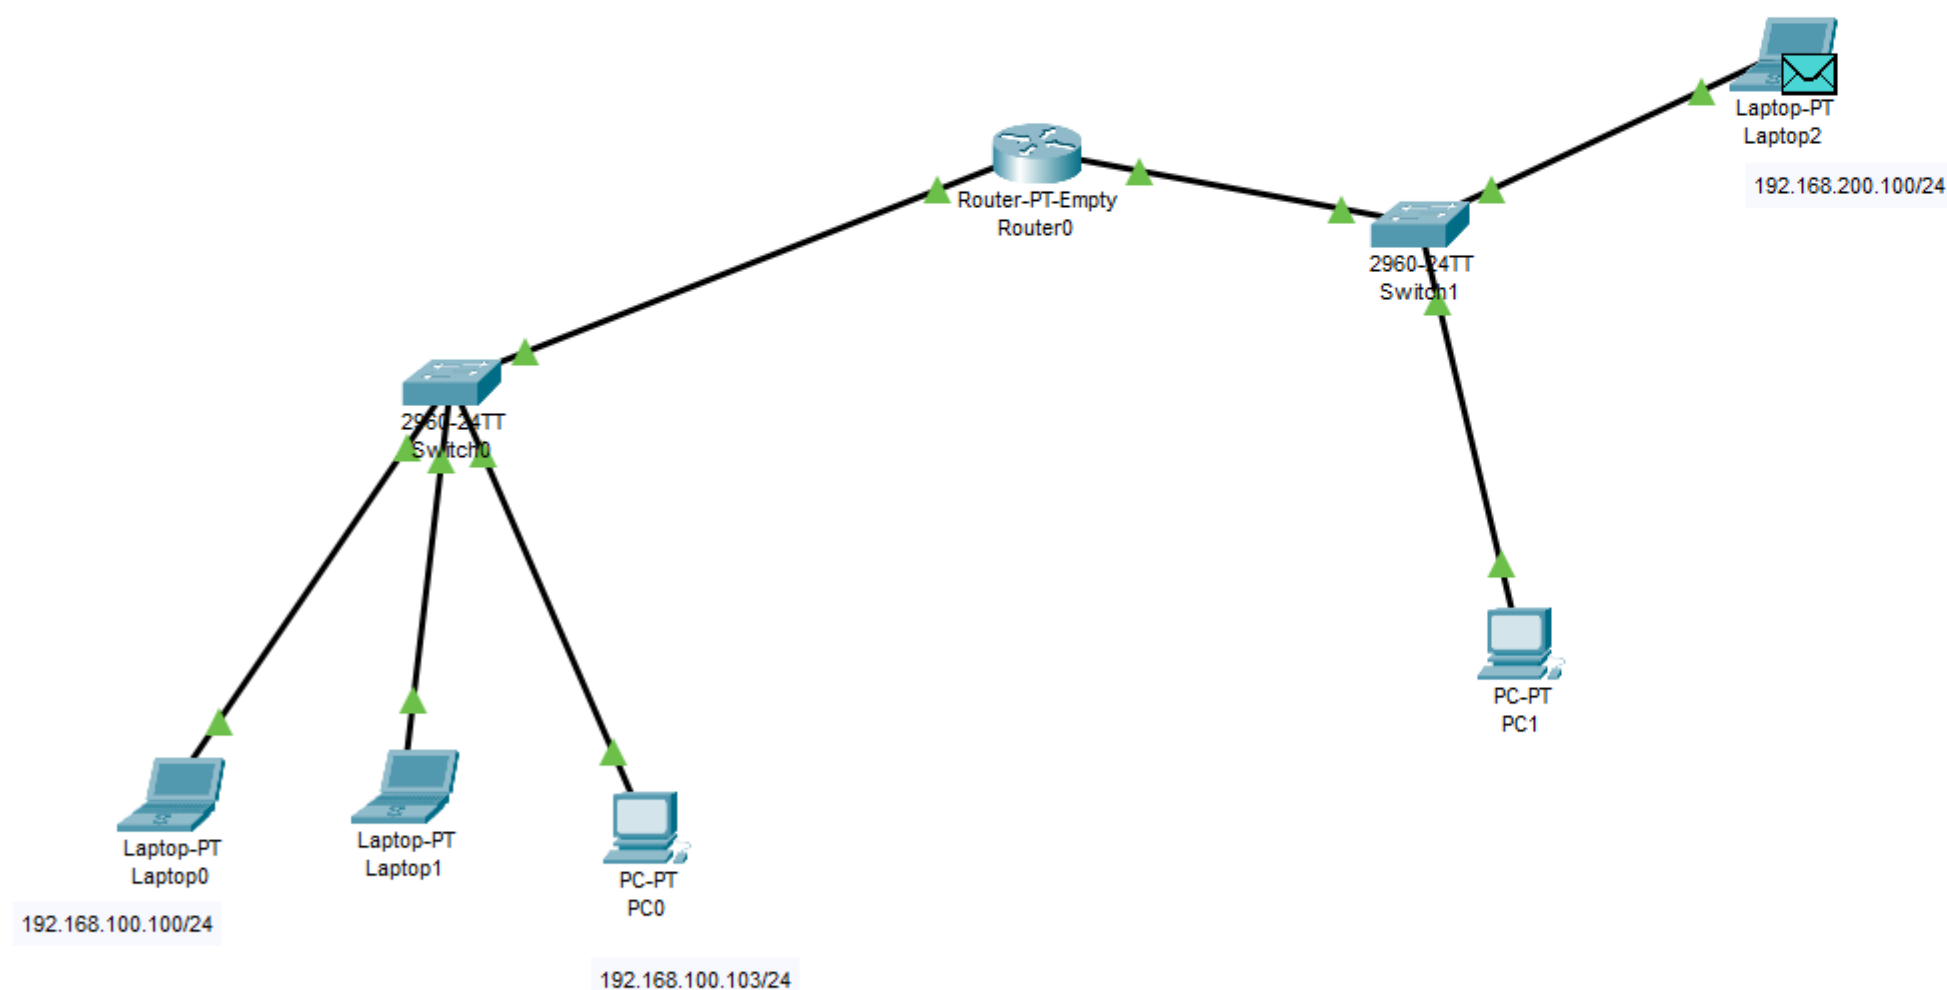 Laptop-PT
Laptop2
192.168.200.100/24
Router-PT-Empty
Router0
2960-24TT
Switch1
2960-24TT
Switch0
PC-PT
PC1
Laptop-PT
Laptop0
192.168.100.100/24
Laptop-PT
Laptop1
PC-PT
PC0
192.168.100.103/24